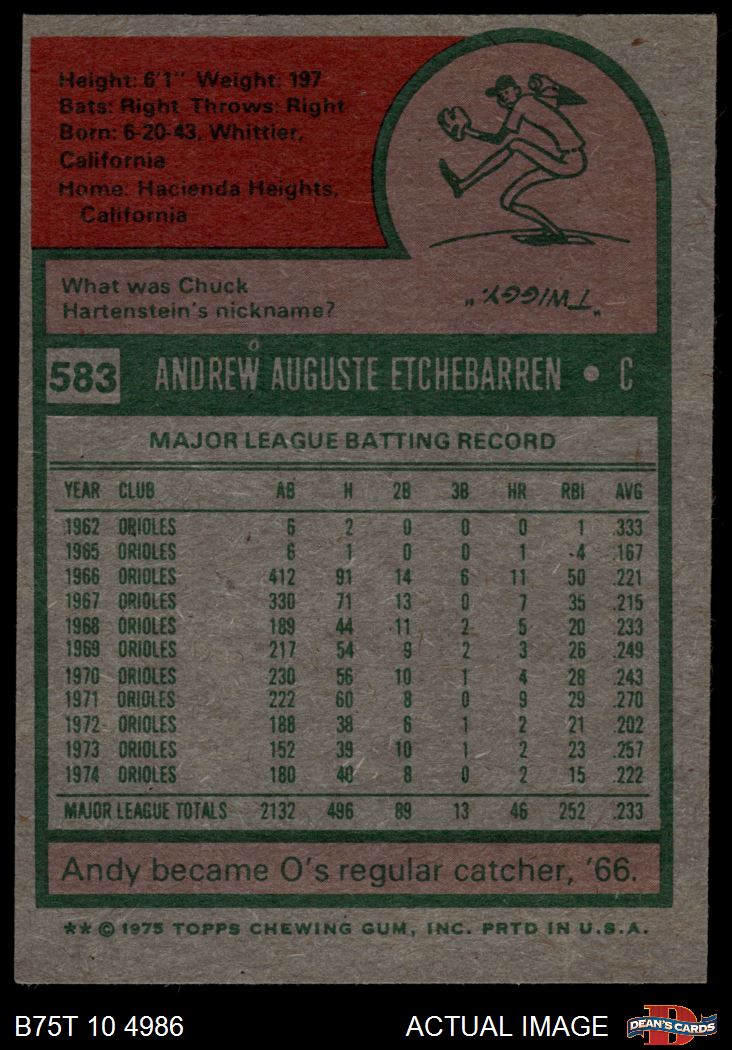 Height: 6'1" Weight: 197
Bats: Right Throws: Right
Born: 6-20-43, Whittier,
California
Home: Hacienda Heights,
California
What was Chuck
Hartenstein's nickname?
"TWIGGY."
583 ANDREW AUGUSTE ETCHEBARREN • C
MAJOR LEAGUE BATTING RECORD
YEAR CLUB AB H 2B 3B HR RBI AVG
1962 ORIOLES 6 2 0 0 0 1 .333
1965 ORIOLES 6 1 0 0 1 4 .167
1966 ORIOLES 412 91 14 6 11 50 .221
1967 ORIOLES 330 71 13 0 7 35 .215
1968 ORIOLES 189 44 11 2 5 20 .233
1969 ORIOLES 217 54 9 2 3 26 .249
1970 ORIOLES 230 56 10 1 4 28 .243
1971 ORIOLES 222 60 8 0 9 29 .270
1972 ORIOLES 188 38 6 1 2 21 .202
1973 ORIOLES 152 39 10 1 2 23 .257
1974 ORIOLES 180 40 8 0 2 15 .222
MAJOR LEAGUE TOTALS 2132 496 89 13 46 252 .233
Andy became O's regular catcher, '66.
** © 1975 TOPPS CHEWING GUM, INC. PRTD IN U.S.A.
B75T 10 4986 ACTUAL IMAGE DEAN'S CARDS